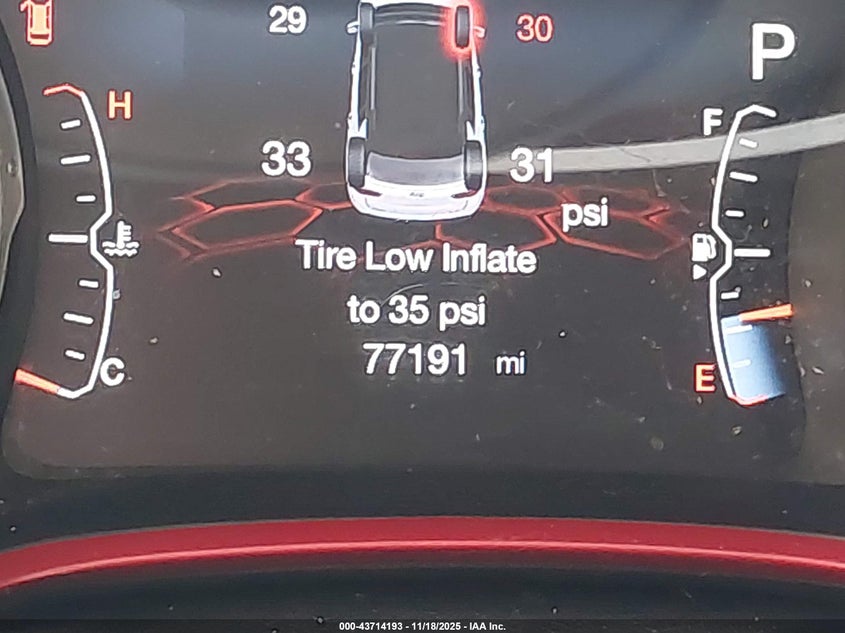 29 30 P
H F
33 31
psi
Tire Low Inflate
to 35 psi
77191 mi
C E
000-43714193 - 11/18/2025 - IAA Inc.